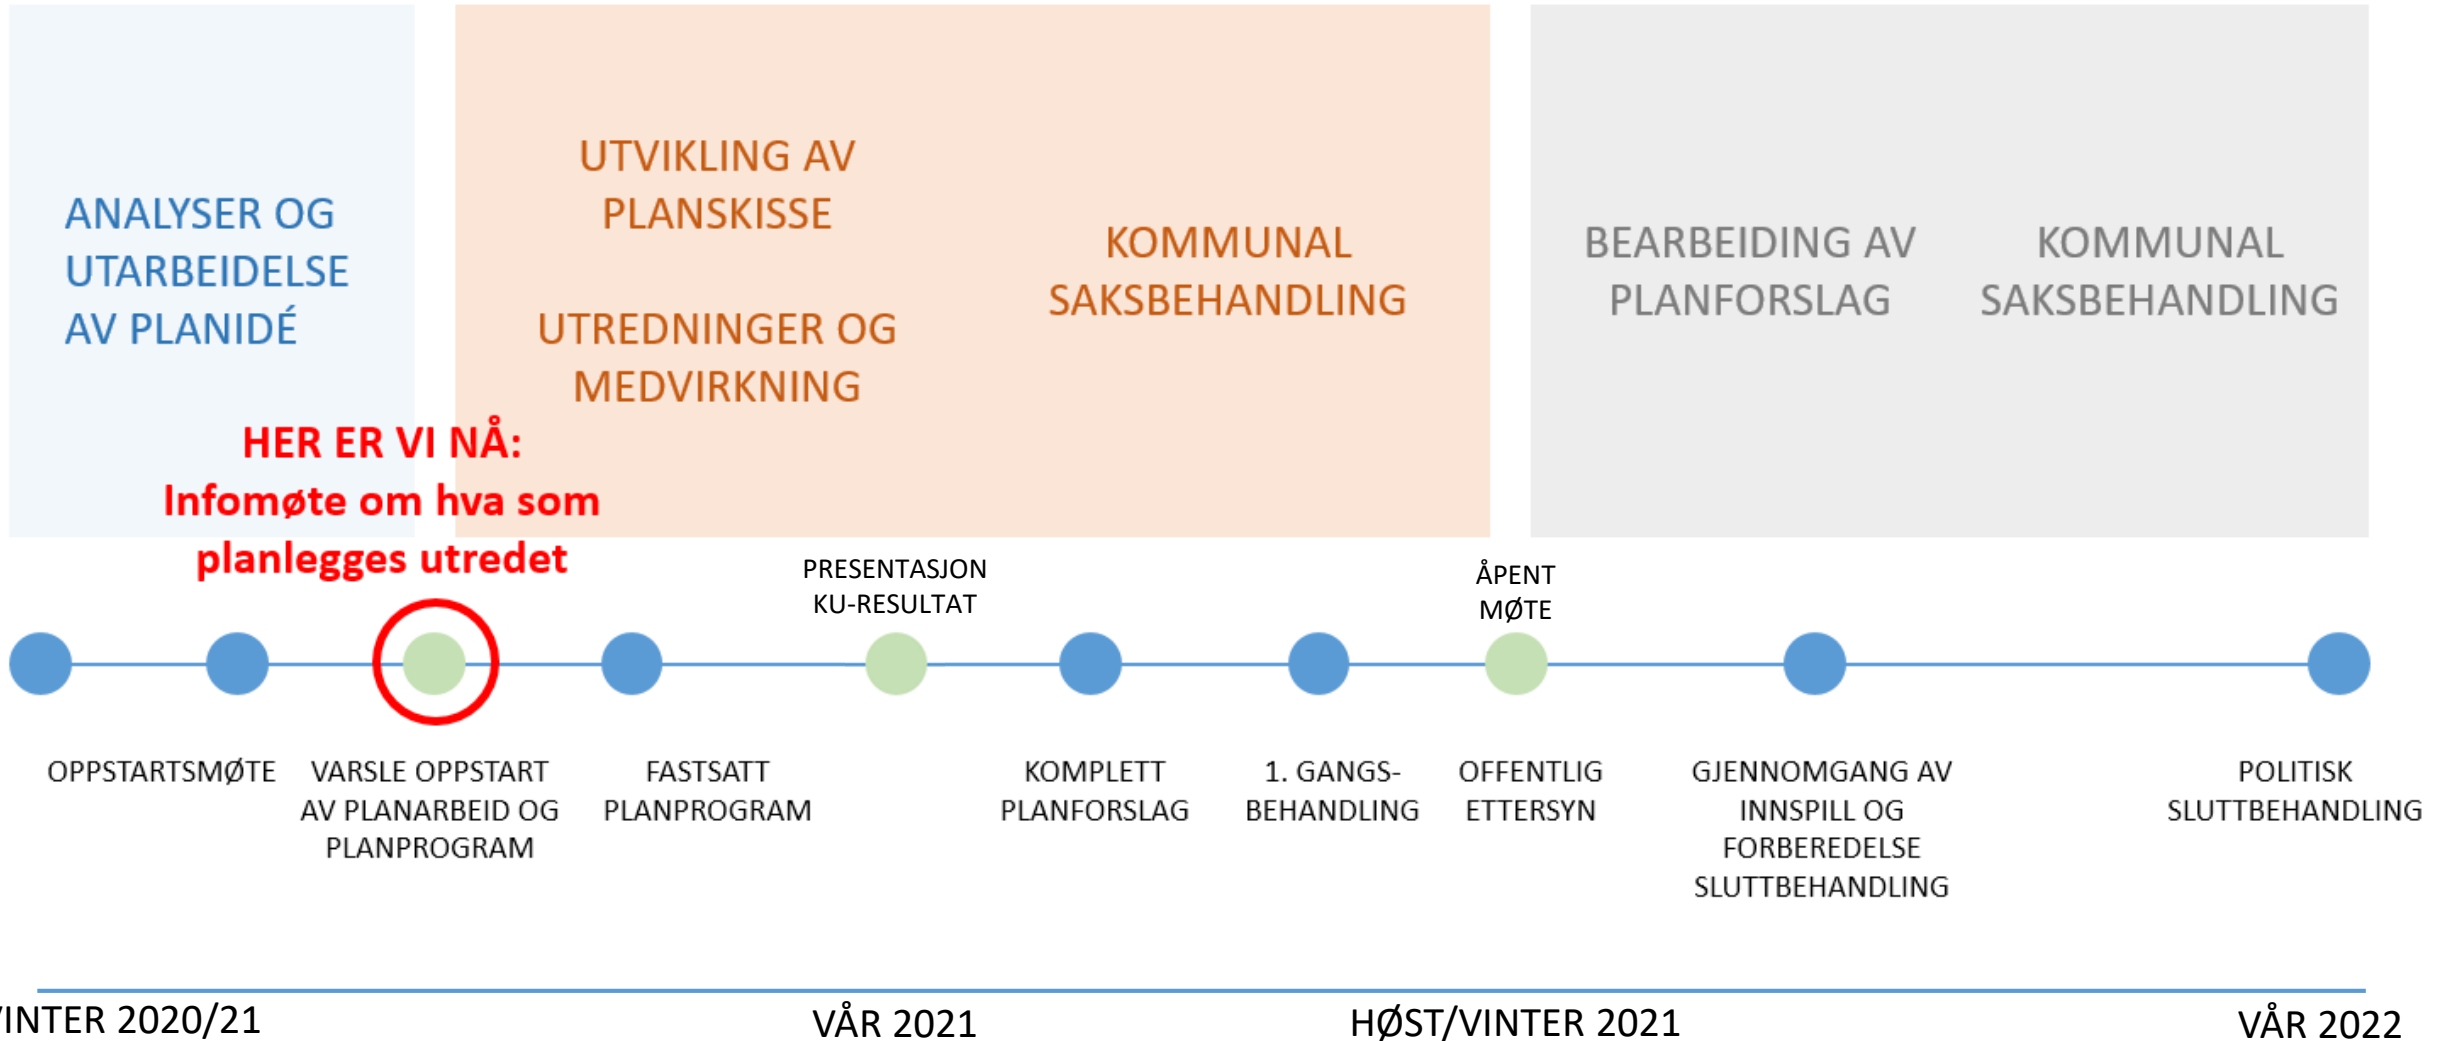 ANALYSER OG
UTARBEIDELSE
AV PLANIDÉ
UTVIKLING AV
PLANSKISSE
UTREDNINGER OG
MEDVIRKNING
KOMMUNAL
SAKSBEHANDLING
BEARBEIDING AV
PLANFORSLAG
KOMMUNAL
SAKSBEHANDLING
HER ER VI NÅ:
Infomøte om hva som
planlegges utredet
PRESENTASJON
KU-RESULTAT
ÅPENT
MØTE
OPPSTARTSMØTE
VARSLE OPPSTART
AV PLANARBEID OG
PLANPROGRAM
FASTSATT
PLANPROGRAM
KOMPLETT
PLANFORSLAG
1. GANGS-
BEHANDLING
OFFENTLIG
ETTERSYN
GJENNOMGANG AV
INNSPILL OG
FORBEREDELSE
SLUTTBEHANDLING
POLITISK
SLUTTBEHANDLING
VINTER 2020/21
VÅR 2021
HØST/VINTER 2021
VÅR 2022